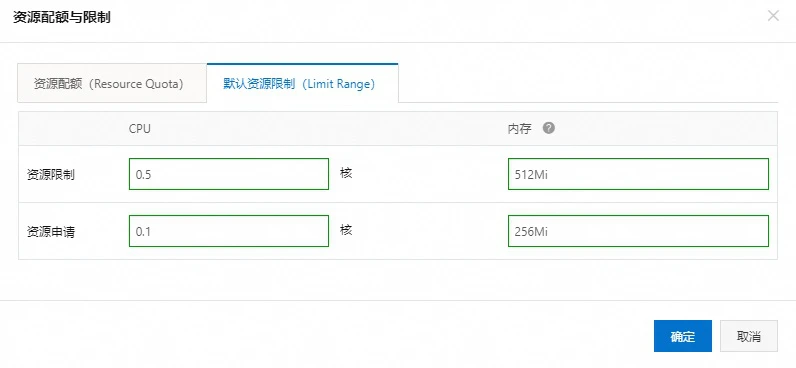 资源配额与限制
资源配额（Resource Quota） 默认资源限制（Limit Range）
CPU 内存 ?
资源限制 0.5 核 512Mi
资源申请 0.1 核 256Mi
确定 取消